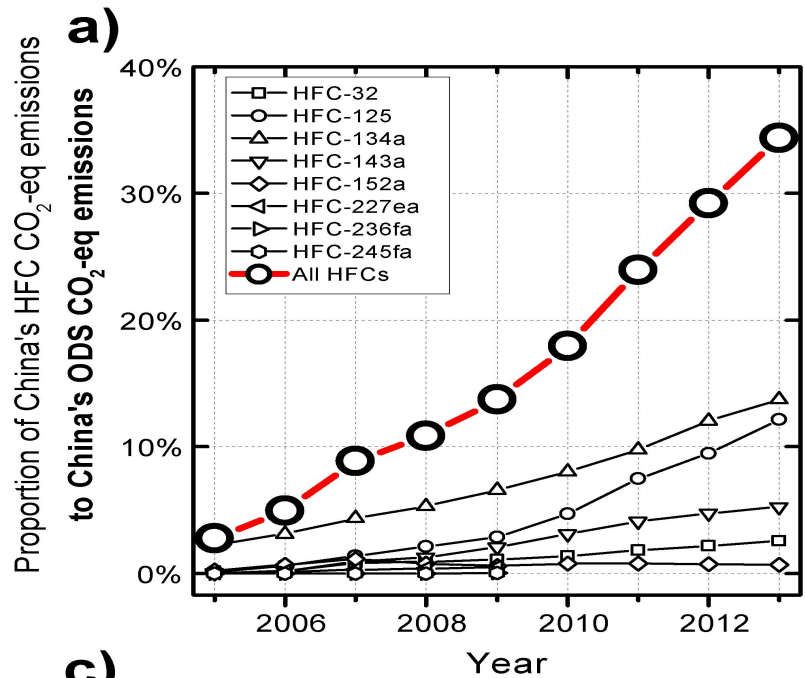 a)
Proportion of China's HFC CO2-eq emissions
to China's ODS CO2-eq emissions
40%
30%
20%
10%
0%
HFC-32
HFC-125
HFC-134a
HFC-143a
HFC-152a
HFC-227ea
HFC-236fa
HFC-245fa
All HFCs
2006 2008 2010 2012
Year
c)